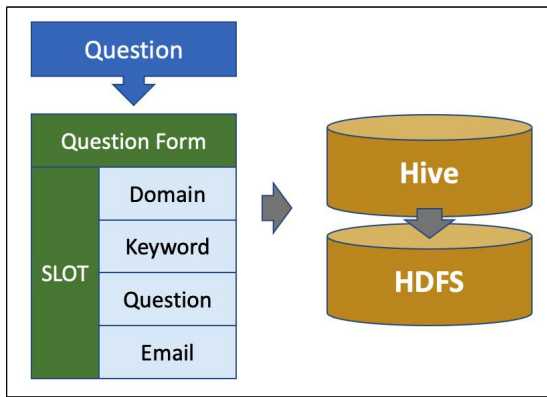 Question
Question Form
SLOT
Domain
Keyword
Question
Email
Hive
HDFS